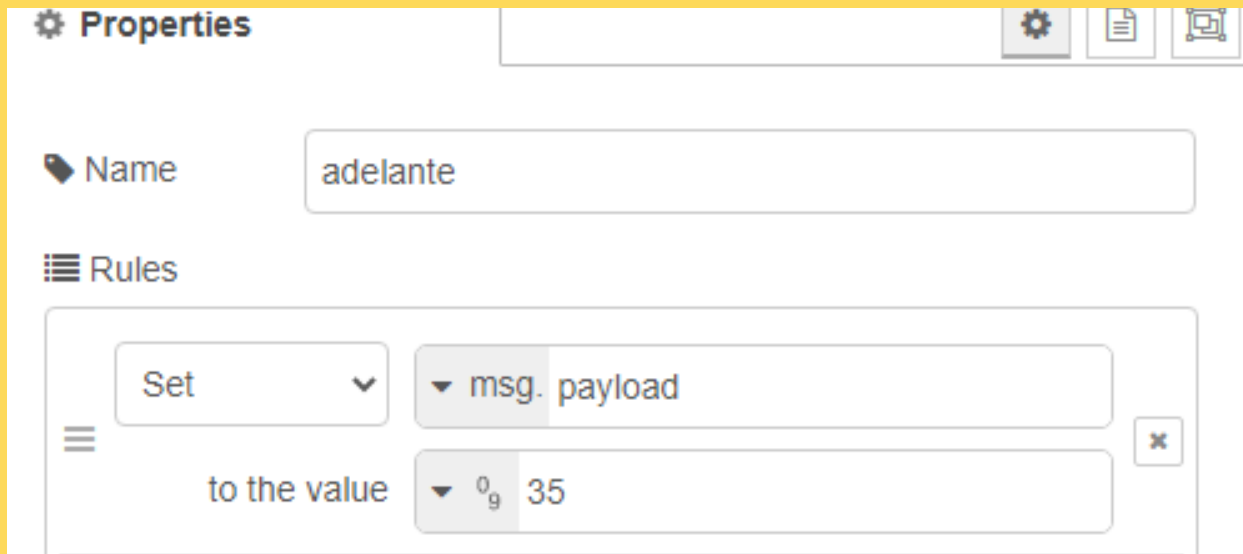 Properties
Name adelante
Rules
Set msg. payload
to the value 0 9 35